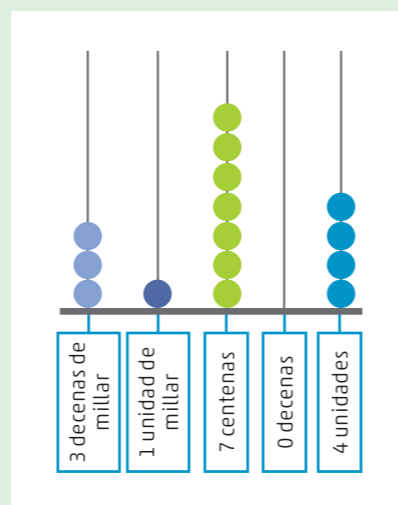 3 decenas de
millar
1 unidad de
millar
7 centenas
0 decenas
4 unidades